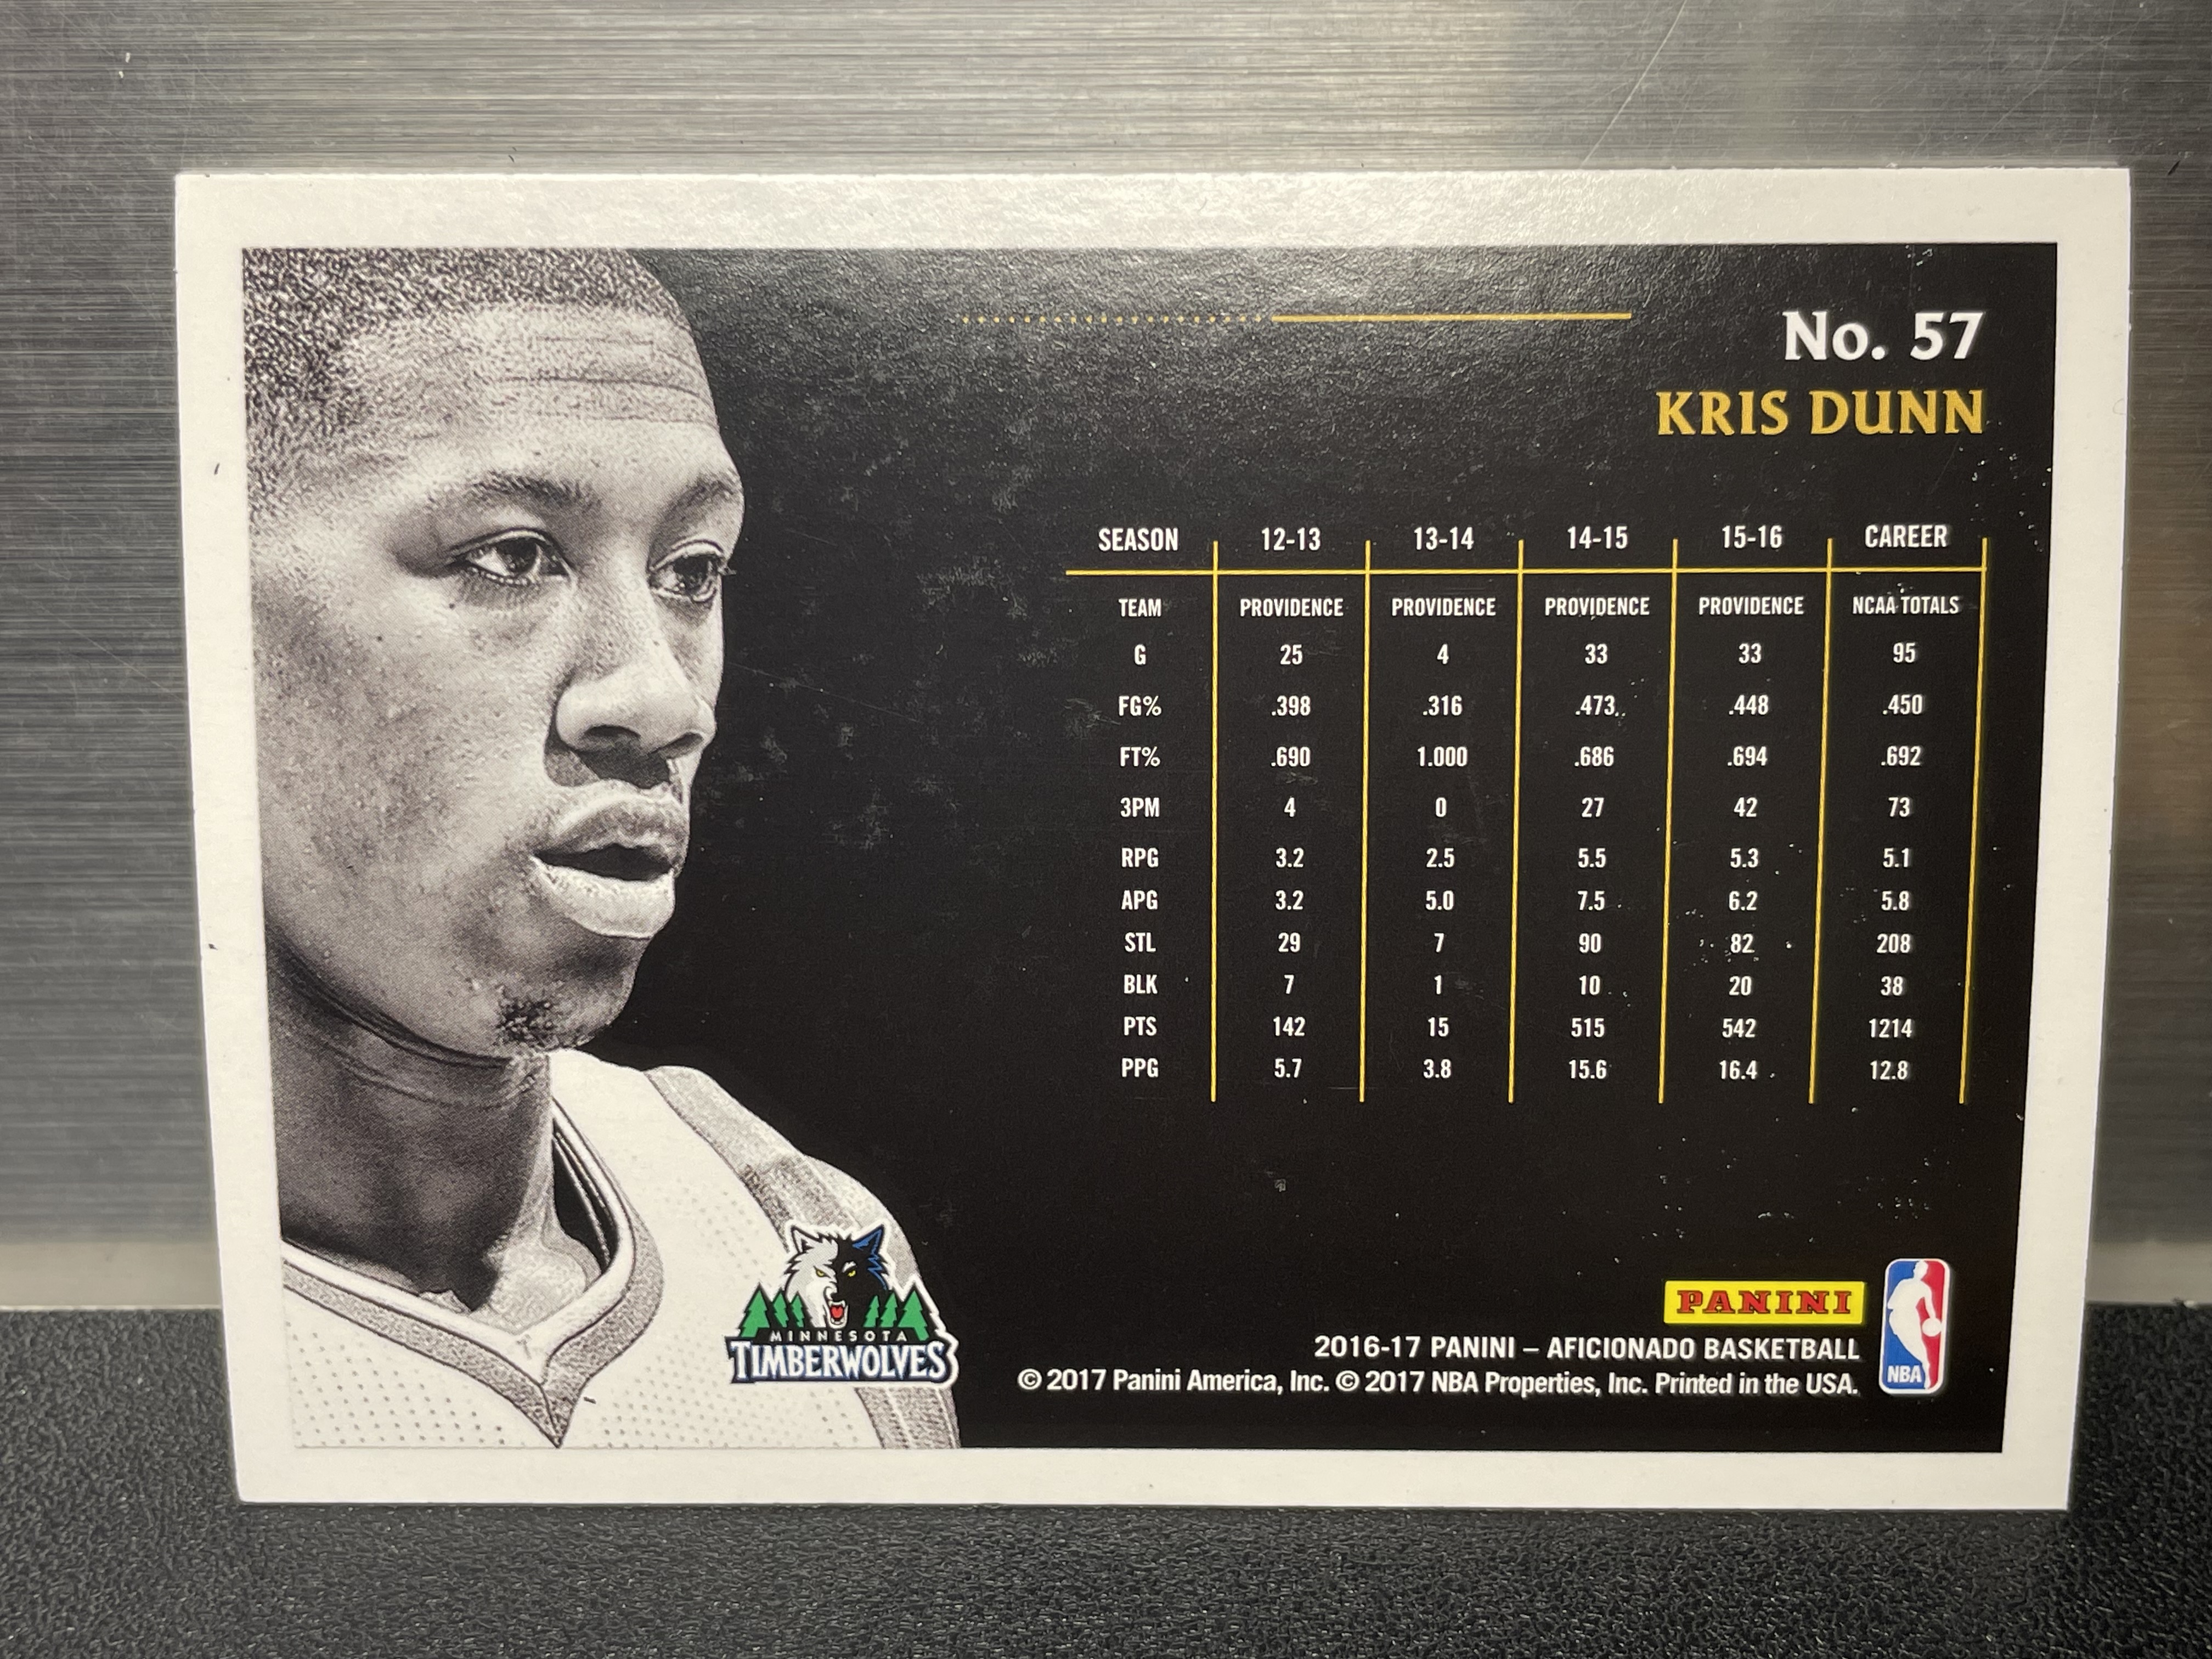 No. 57
KRIS DUNN
SEASON 12-13 13-14 14-15 15-16 CAREER
TEAM PROVIDENCE PROVIDENCE PROVIDENCE PROVIDENCE NCAA TOTALS
G 25 4 33 33 95
FG% .398 .316 .473 .448 .450
FT% .690 1.000 .686 .694 .692
3PM 4 0 27 42 73
RPG 3.2 2.5 5.5 5.3 5.1
APG 3.2 5.0 7.5 6.2 5.8
STL 29 7 90 82 208
BLK 7 1 10 20 38
PTS 142 15 515 542 1214
PPG 5.7 3.8 15.6 16.4 12.8
MINNESOTA
TIMBERWOLVES
PANINI
2016-17 PANINI – AFICIONADO BASKETBALL
© 2017 Panini America, Inc. © 2017 NBA Properties, Inc. Printed in the USA.
NBA